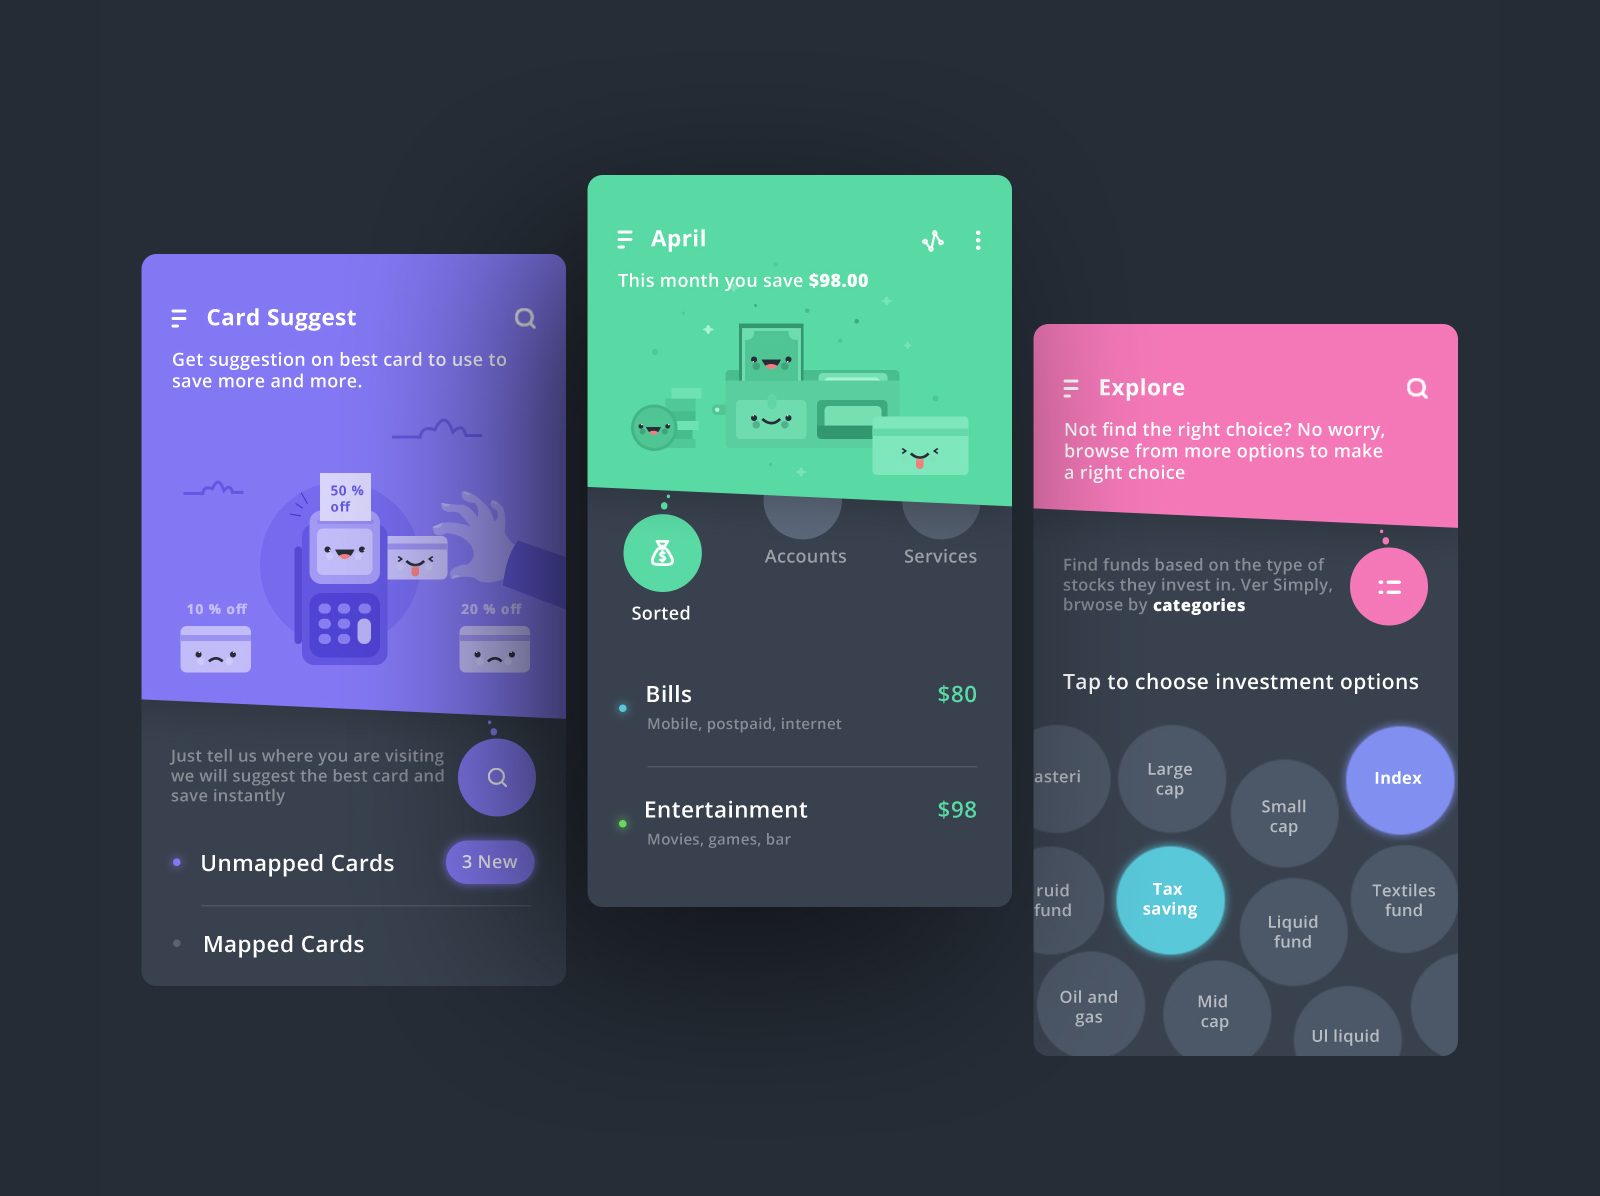 Card Suggest
Get suggestion on best card to use to
save more and more.
50 %
off
10 % off
20 % off
Just tell us where you are visiting
we will suggest the best card and
save instantly
Unmapped Cards
3 New
Mapped Cards
April
This month you save $98.00
Accounts
Services
Sorted
Bills
$80
Mobile, postpaid, internet
Entertainment
$98
Movies, games, bar
Explore
Not find the right choice? No worry,
browse from more options to make
a right choice
Find funds based on the type of
stocks they invest in. Ver Simply,
brwose by categories
Tap to choose investment options
asteri
Large
cap
Small
cap
Index
ruid
fund
Tax
saving
Liquid
fund
Textiles
fund
Oil and
gas
Mid
cap
Ul liquid